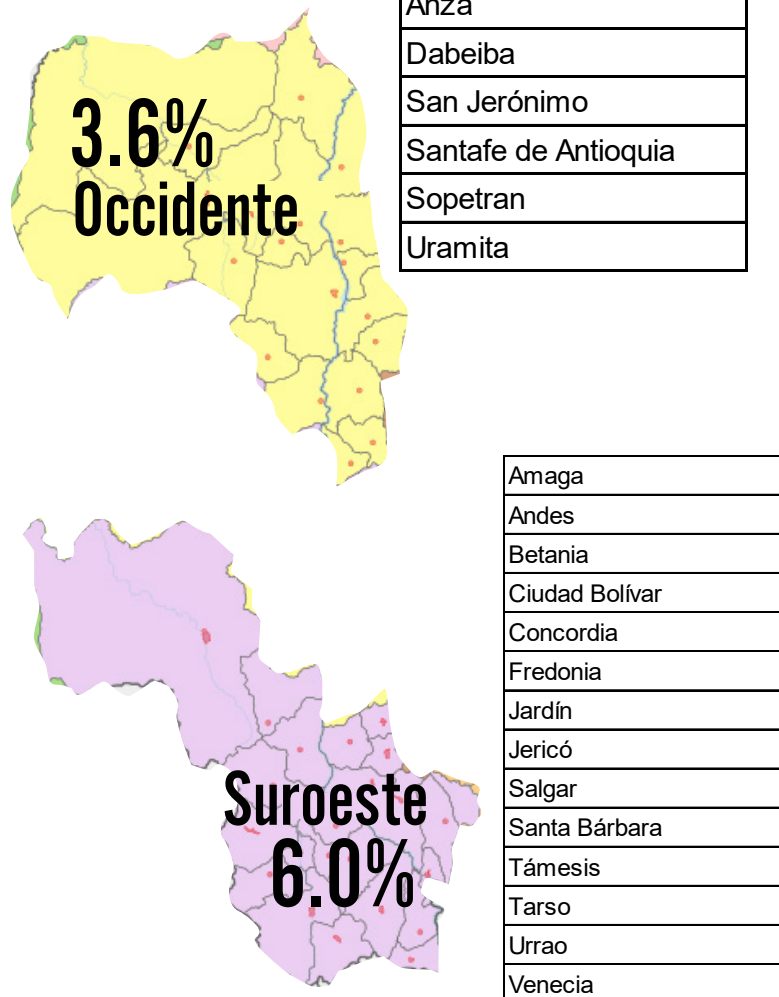 Anza
Dabeiba
San Jerónimo
Santafe de Antioquia
Sopetran
Uramita
3.6%
Occidente
Amaga
Andes
Betania
Ciudad Bolívar
Concordia
Fredonia
Jardín
Jericó
Salgar
Santa Bárbara
Támesis
Tarso
Urrao
Venecia
Suroeste
6.0%